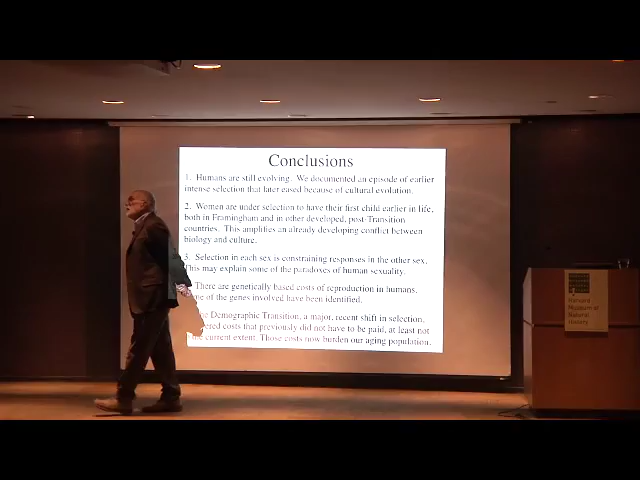 Conclusions
1. Humans are still evolving. We documented an episode of earlier
intense selection that later eased because of cultural evolution.
2. Women are under selection to have their first child earlier in life,
both in Framingham and in other developed, post-Transition
countries. This amplifies an already developing conflict between
biology and culture.
3. Selection in each sex is constraining responses in the other sex.
This may explain some of the paradoxes of human sexuality.
There are genetically based costs of reproduction in humans.
of the genes involved have been identified.
Demographic Transition, a major, recent shift in selection,
costs that previously did not have to be paid, at least not
current extent. Those costs now burden our aging population.
Harvard
Museum of
Natural
History